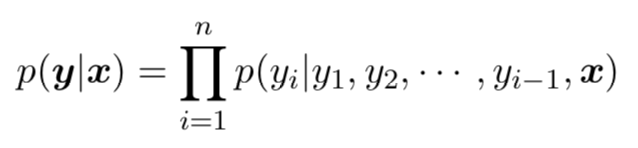 p(y|x) = ∏_{i=1}^{n} p(y_i|y_1, y_2, ⋯ , y_{i−1}, x)